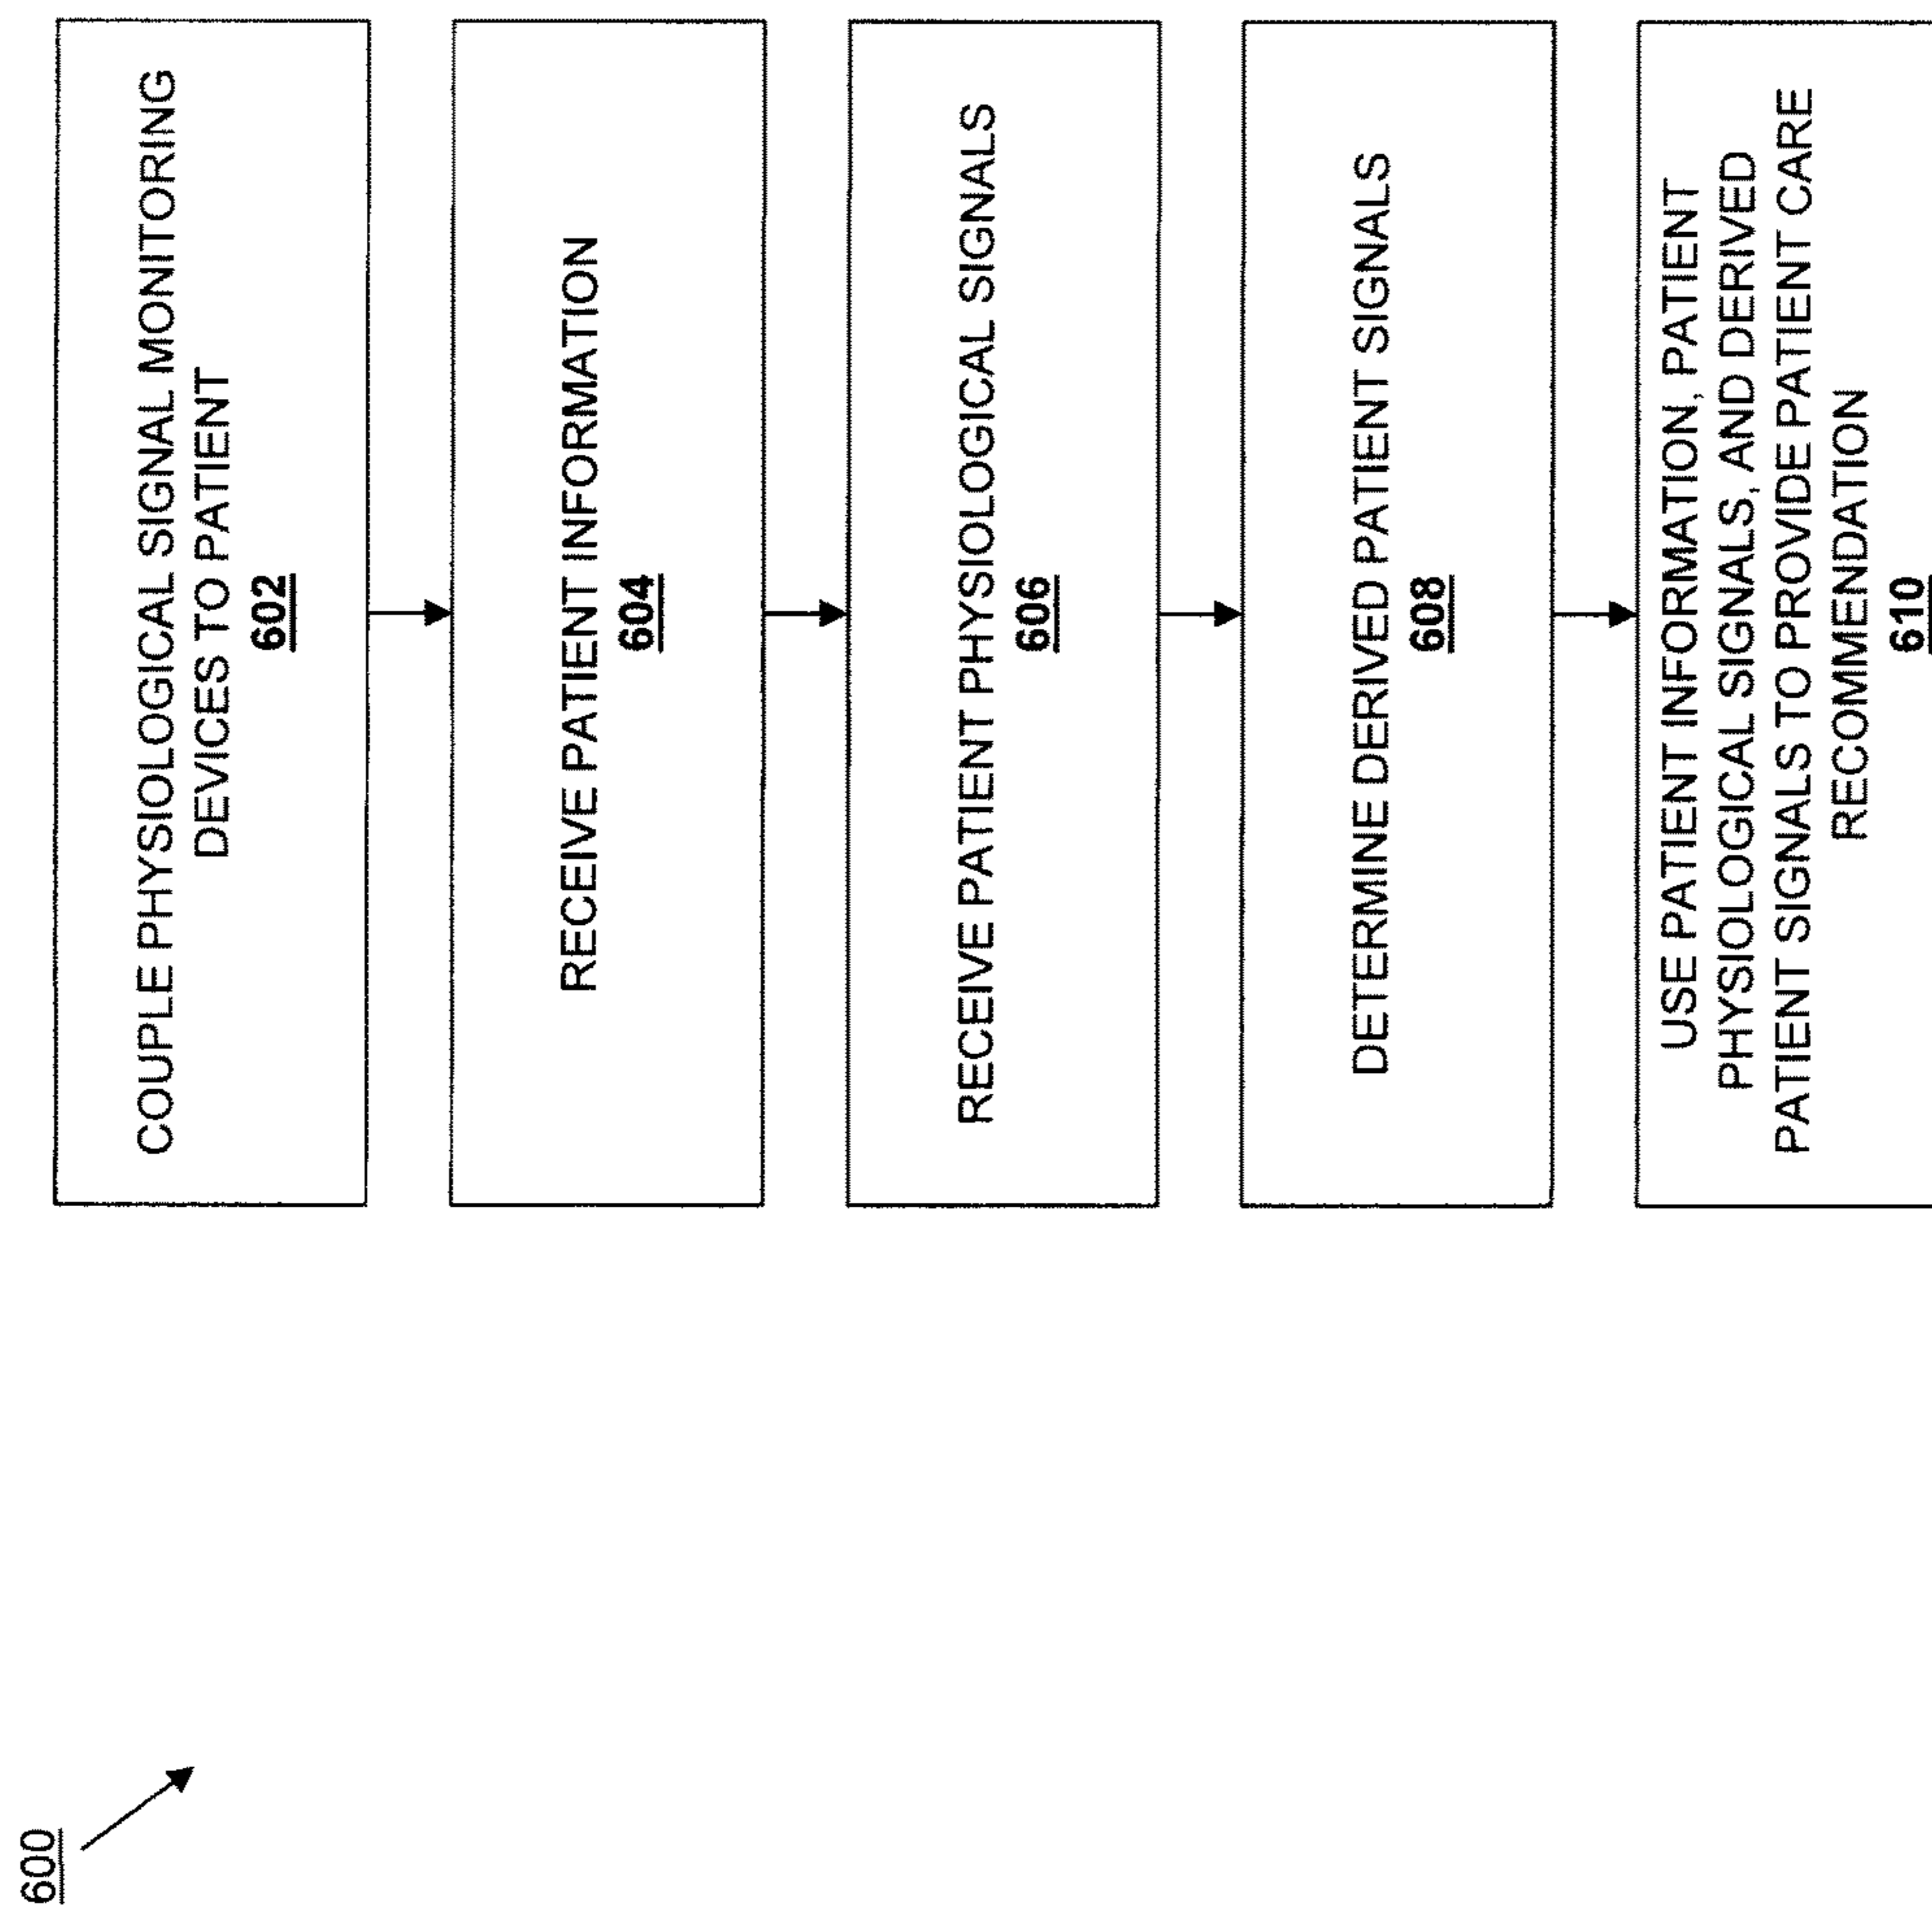 600
COUPLE PHYSIOLOGICAL SIGNAL MONITORING
DEVICES TO PATIENT
602
RECEIVE PATIENT INFORMATION
604
RECEIVE PATIENT PHYSIOLOGICAL SIGNALS
606
DETERMINE DERIVED PATIENT SIGNALS
608
USE PATIENT INFORMATION, PATIENT
PHYSIOLOGICAL SIGNALS, AND DERIVED
PATIENT SIGNALS TO PROVIDE PATIENT CARE
RECOMMENDATION
610